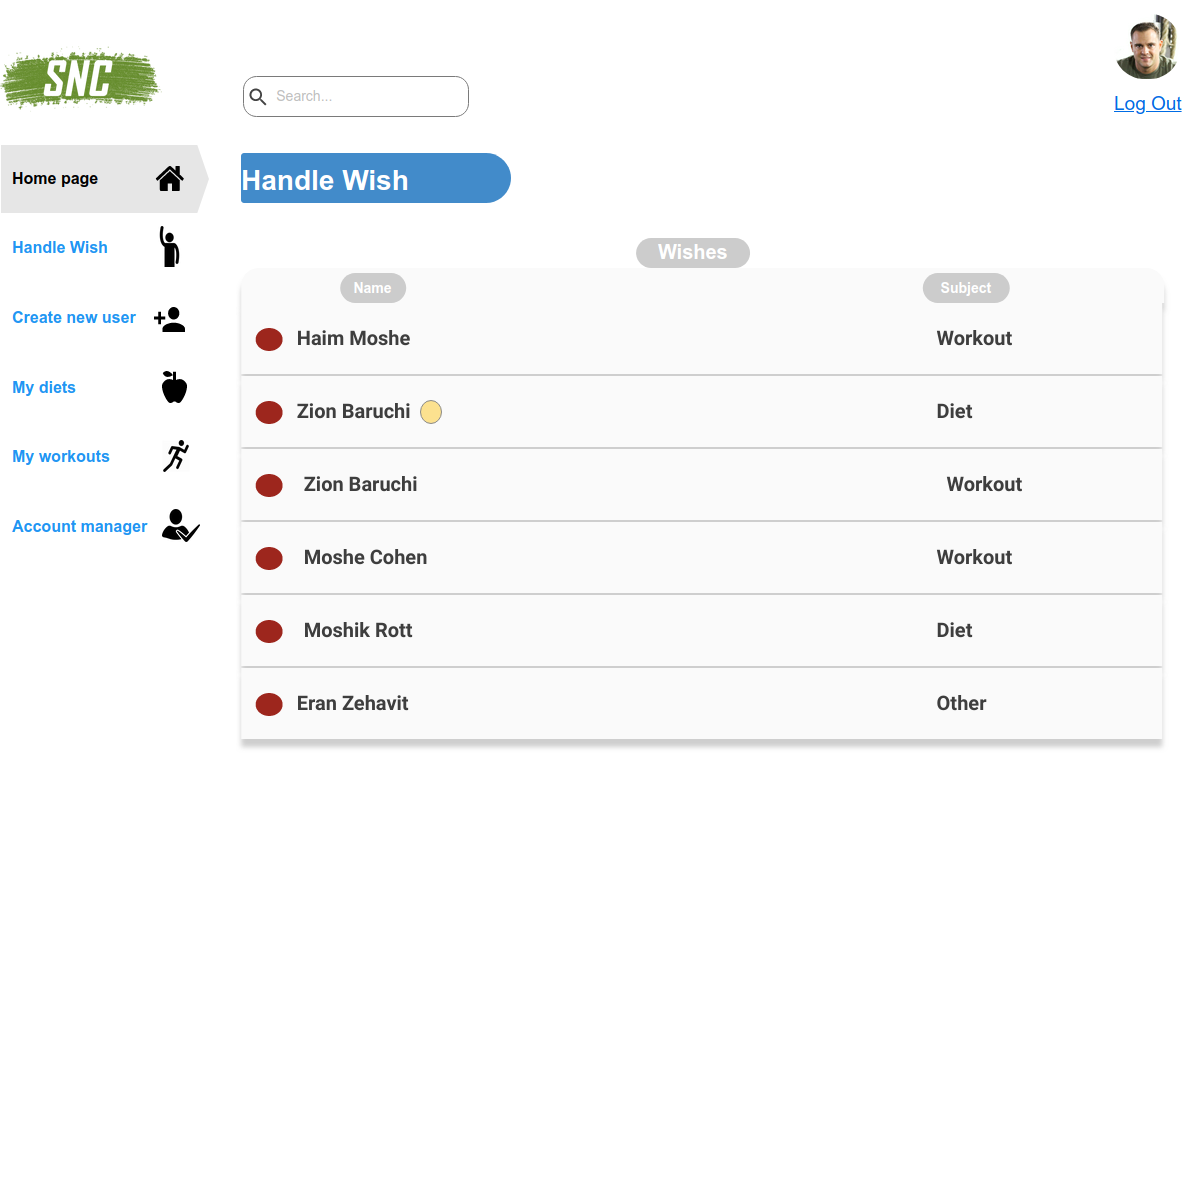 SNC
Search...
Log Out
Home page
Handle Wish
Create new user
My diets
My workouts
Account manager
Handle Wish
Wishes
Name Subject
Haim Moshe Workout
Zion Baruchi Diet
Zion Baruchi Workout
Moshe Cohen Workout
Moshik Rott Diet
Eran Zehavit Other